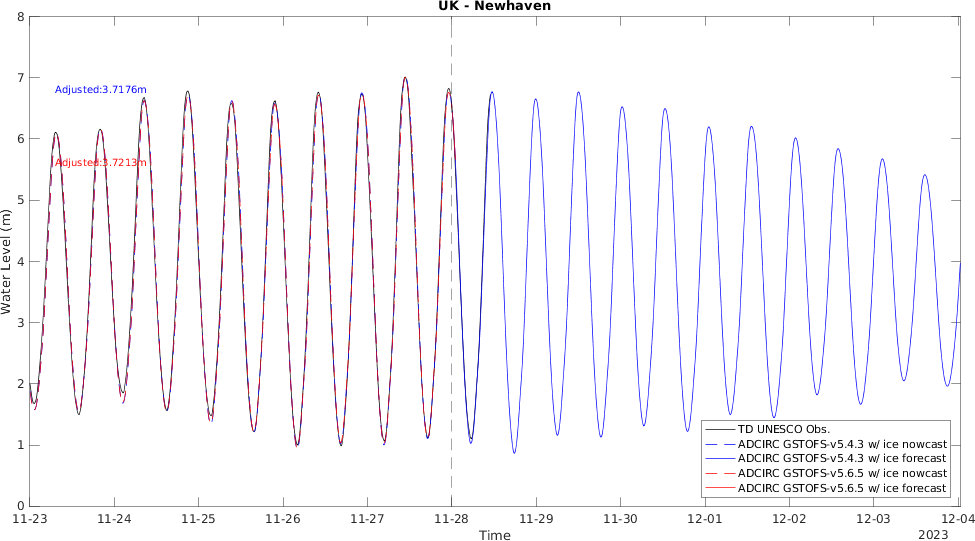 UK - Newhaven
8
7
6
5
4
3
2
1
0
Water Level (m)
Adjusted:3.7176m
Adjusted:3.7213m
TD UNESCO Obs.
ADCIRC GSTOFS-v5.4.3 w/ ice nowcast
ADCIRC GSTOFS-v5.4.3 w/ ice forecast
ADCIRC GSTOFS-v5.6.5 w/ ice nowcast
ADCIRC GSTOFS-v5.6.5 w/ ice forecast
11-23 11-24 11-25 11-26 11-27 11-28 11-29 11-30 12-01 12-02 12-03 12-04
Time
2023